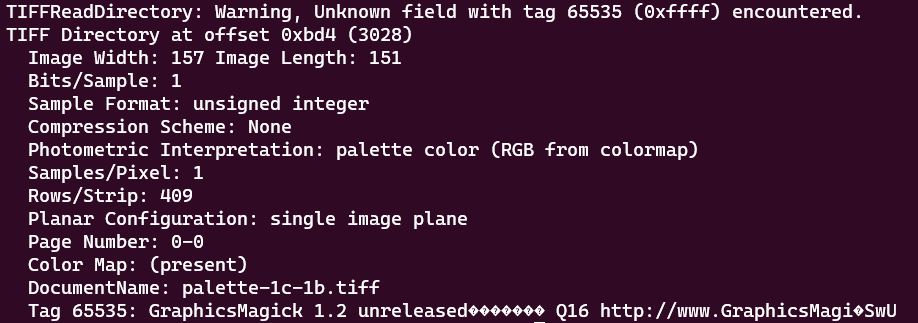 TIFFReadDirectory: Warning, Unknown field with tag 65535 (0xffff) encountered.
TIFF Directory at offset 0xbd4 (3028)
Image Width: 157 Image Length: 151
Bits/Sample: 1
Sample Format: unsigned integer
Compression Scheme: None
Photometric Interpretation: palette color (RGB from colormap)
Samples/Pixel: 1
Rows/Strip: 409
Planar Configuration: single image plane
Page Number: 0-0
Color Map: (present)
DocumentName: palette-1c-1b.tiff
Tag 65535: GraphicsMagick 1.2 unreleased������� Q16 http://www.GraphicsMagi�SwU